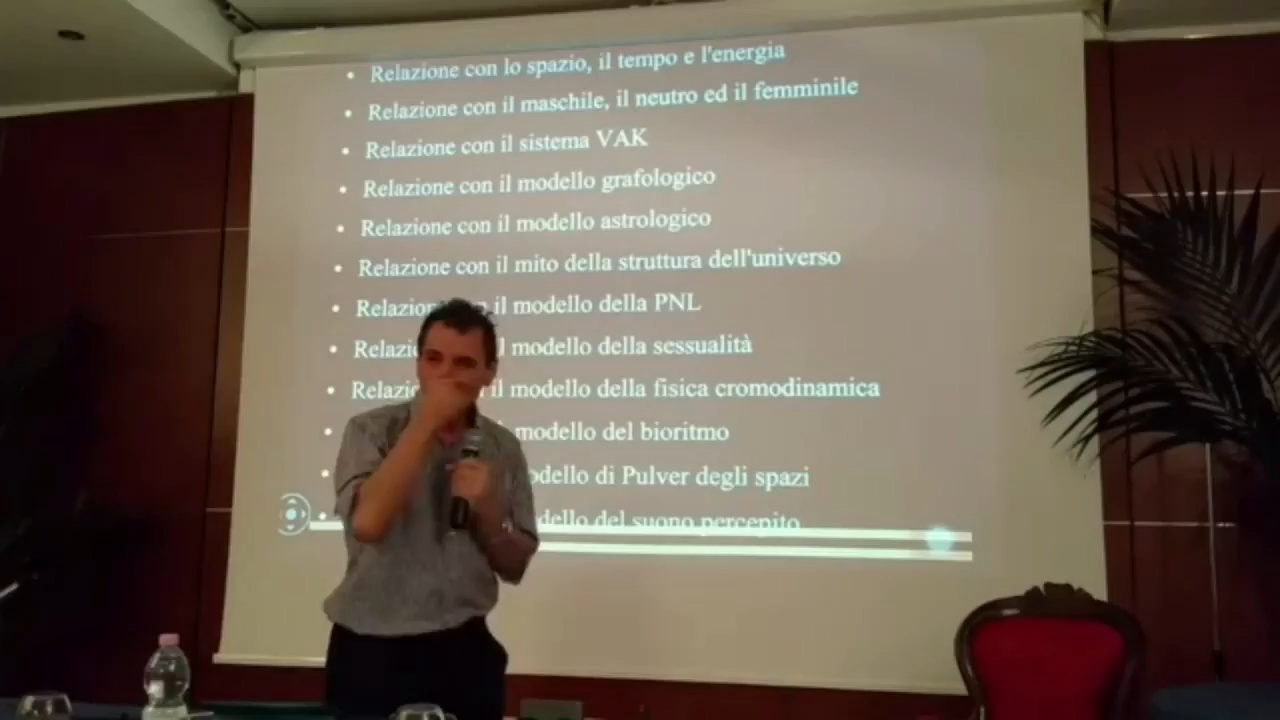 • Relazione con lo spazio, il tempo e l'energia
• Relazione con il maschile, il neutro ed il femminile
• Relazione con il sistema VAK
• Relazione con il modello grafologico
• Relazione con il modello astrologico
• Relazione con il mito della struttura dell'universo
• il modello della PNL
• modello della sessualità
• il modello della fisica cromodinamica
• modello del bioritmo
• di Pulver degli spazi
• del suono percepito